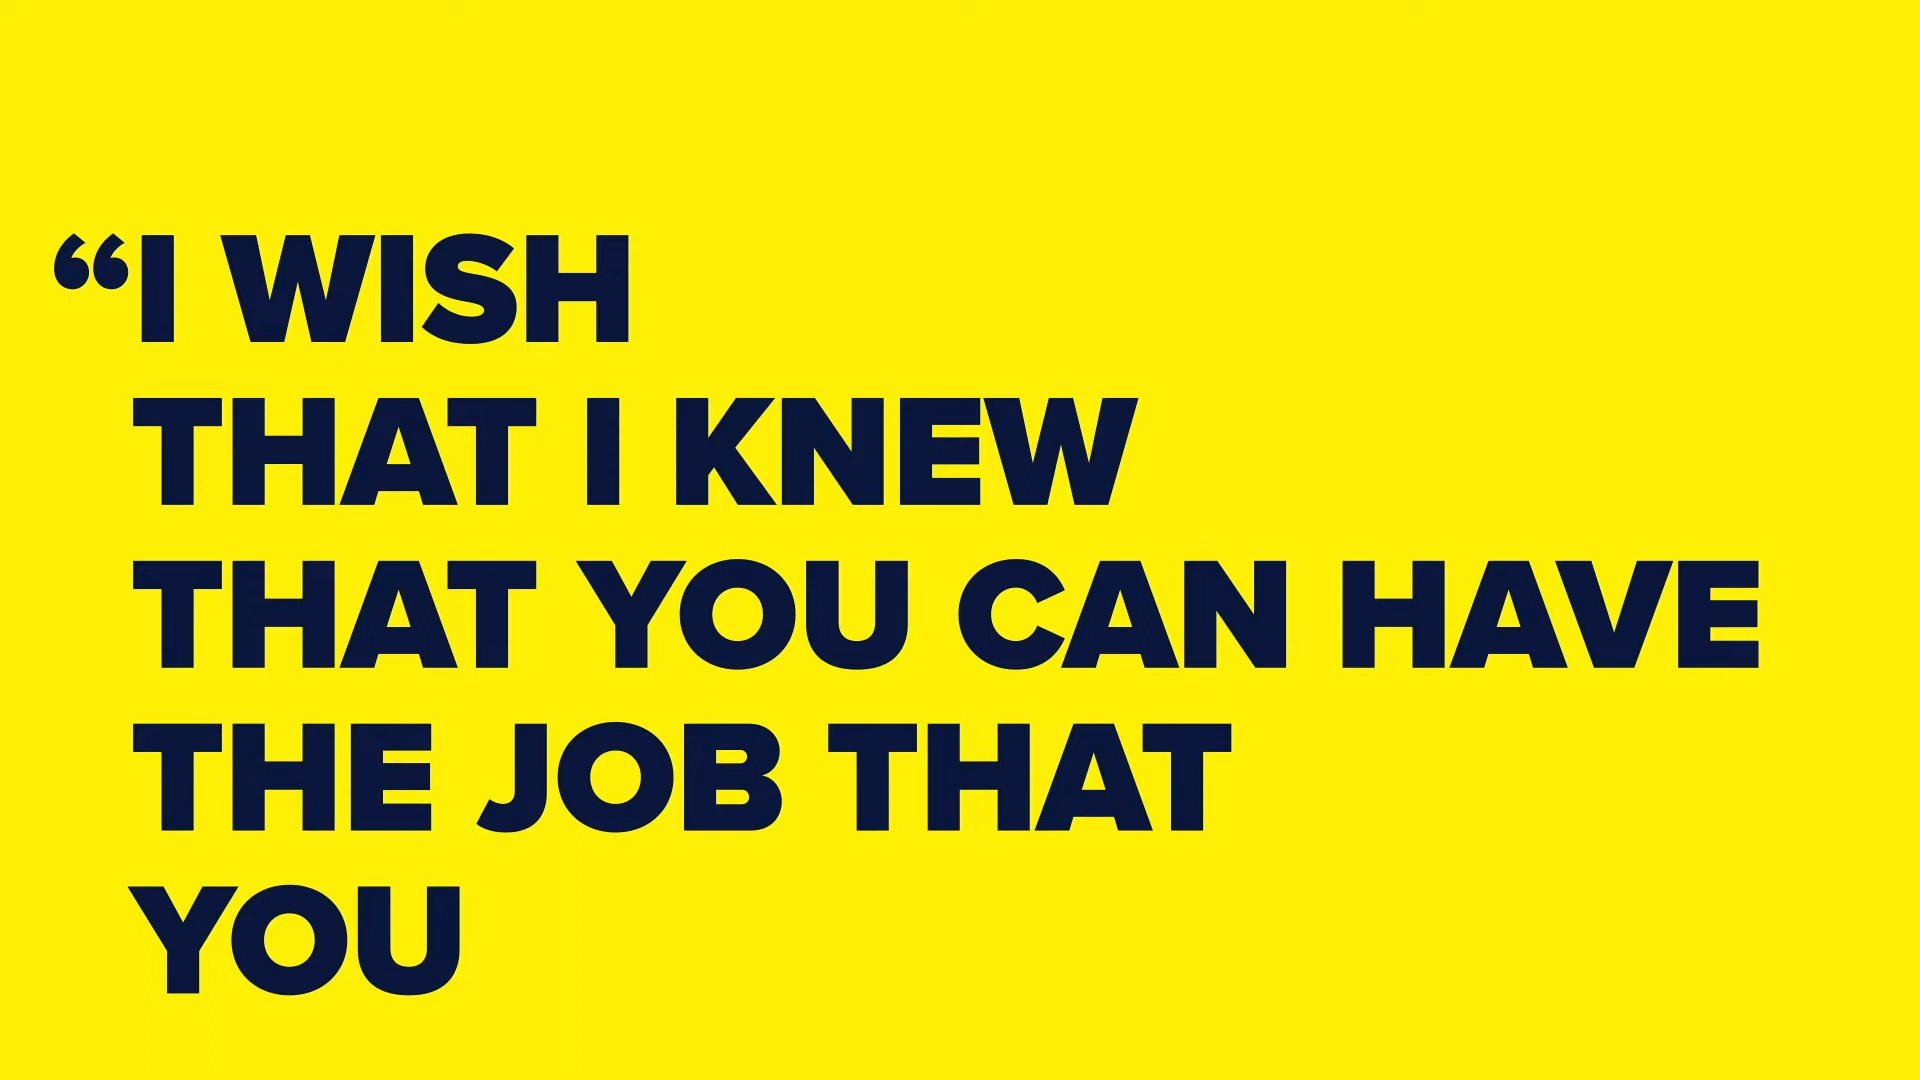 “I WISH
THAT I KNEW
THAT YOU CAN HAVE
THE JOB THAT
YOU